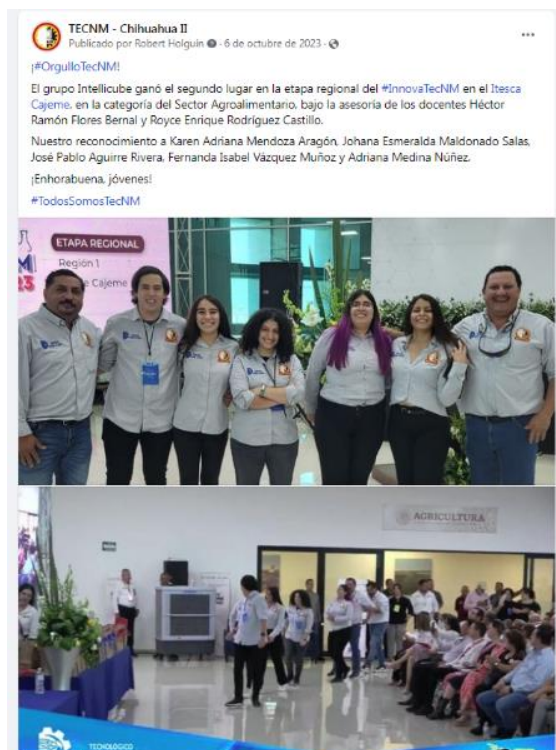 TECNM - Chihuahua II
Publicado por Robert Holguin · 6 de octubre de 2023 ·
¡#OrgulloTecNM!
El grupo Intellicube ganó el segundo lugar en la etapa regional del #InnovaTecNM en el Itesca
Cajeme, en la categoría del Sector Agroalimentario, bajo la asesoría de los docentes Héctor
Ramón Flores Bernal y Royce Enrique Rodríguez Castillo.
Nuestro reconocimiento a Karen Adriana Mendoza Aragón, Johana Esmeralda Maldonado Salas,
José Pablo Aguirre Rivera, Fernanda Isabel Vázquez Muñoz y Adriana Medina Núñez.
¡Enhorabuena, jóvenes!
#TodosSomosTecNM
ETAPA REGIONAL
Región 1
Cajeme
AGRICULTURA
TECNOLÓGICO